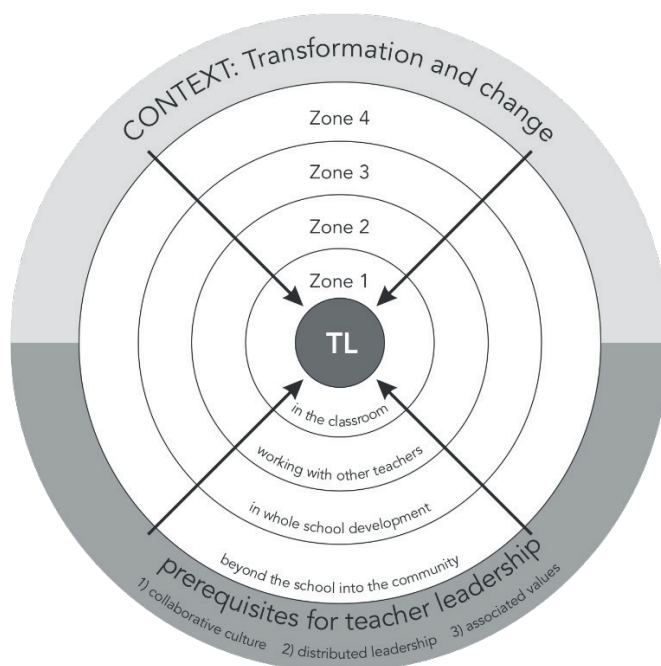 CONTEXT: Transformation and change
Zone 4
Zone 3
Zone 2
Zone 1
TL
in the classroom
working with other teachers
in whole school development
beyond the school into the community
prerequisites for teacher leadership
1) collaborative culture 2) distributed leadership 3) associated values